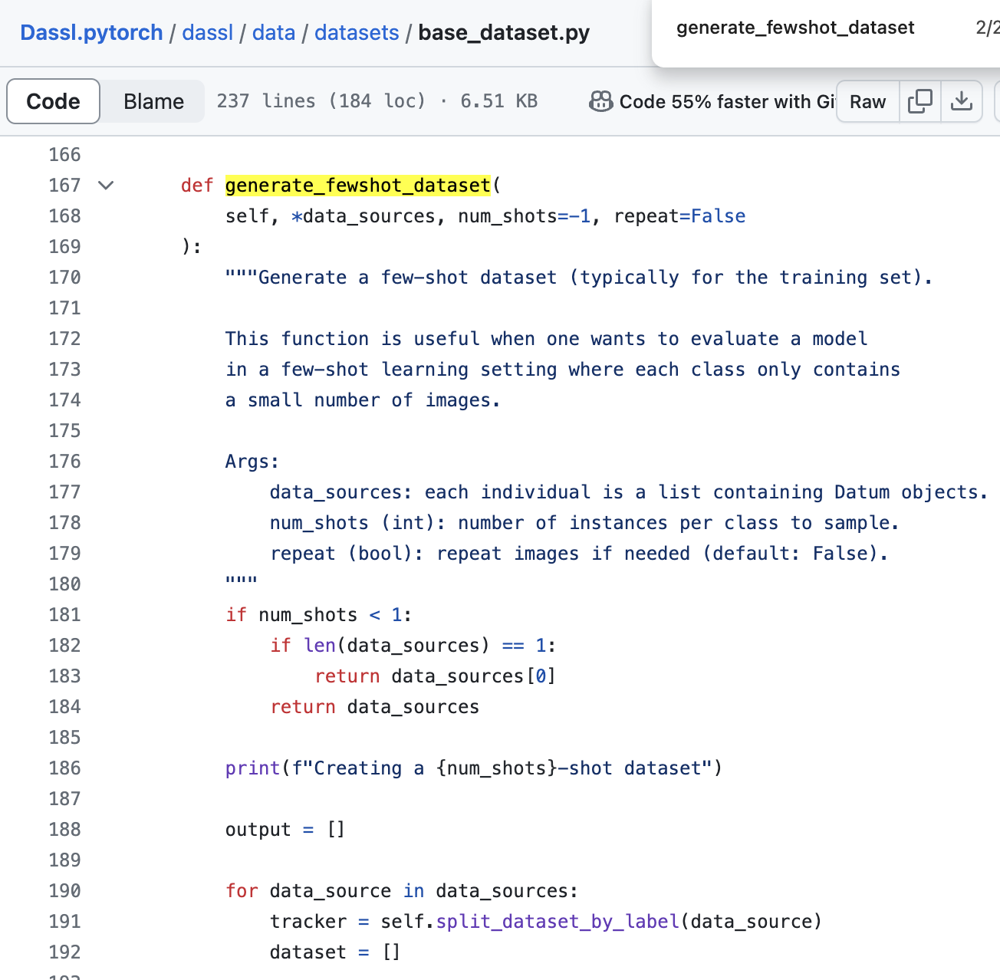 Dassl.pytorch / dassl / data / datasets / base_dataset.py
generate_fewshot_dataset 2/2
Code Blame 237 lines (184 loc) · 6.51 KB Code 55% faster with Gi Raw
166
167 def generate_fewshot_dataset(
168 self, *data_sources, num_shots=-1, repeat=False
169 ):
170 """Generate a few-shot dataset (typically for the training set).
171
172 This function is useful when one wants to evaluate a model
173 in a few-shot learning setting where each class only contains
174 a small number of images.
175
176 Args:
177 data_sources: each individual is a list containing Datum objects.
178 num_shots (int): number of instances per class to sample.
179 repeat (bool): repeat images if needed (default: False).
180 """
181 if num_shots < 1:
182 if len(data_sources) == 1:
183 return data_sources[0]
184 return data_sources
185
186 print(f"Creating a {num_shots}-shot dataset")
187
188 output = []
189
190 for data_source in data_sources:
191 tracker = self.split_dataset_by_label(data_source)
192 dataset = []